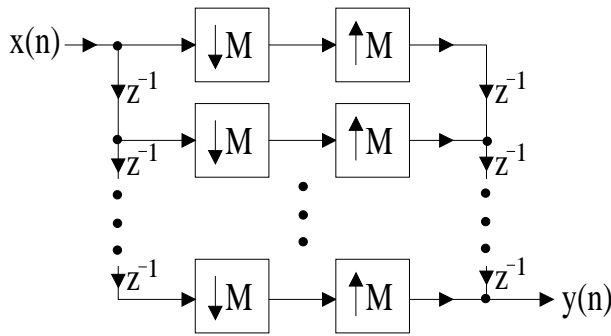 x(n) ↓M ↑M
z⁻¹ z⁻¹
↓M ↑M
z⁻¹ z⁻¹
z⁻¹ z⁻¹
↓M ↑M y(n)